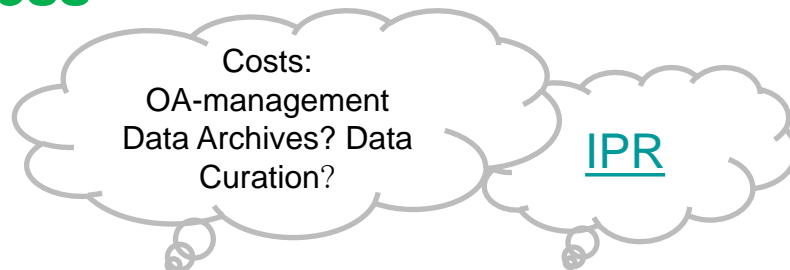 Costs:
OA-management
Data Archives? Data
Curation?
IPR